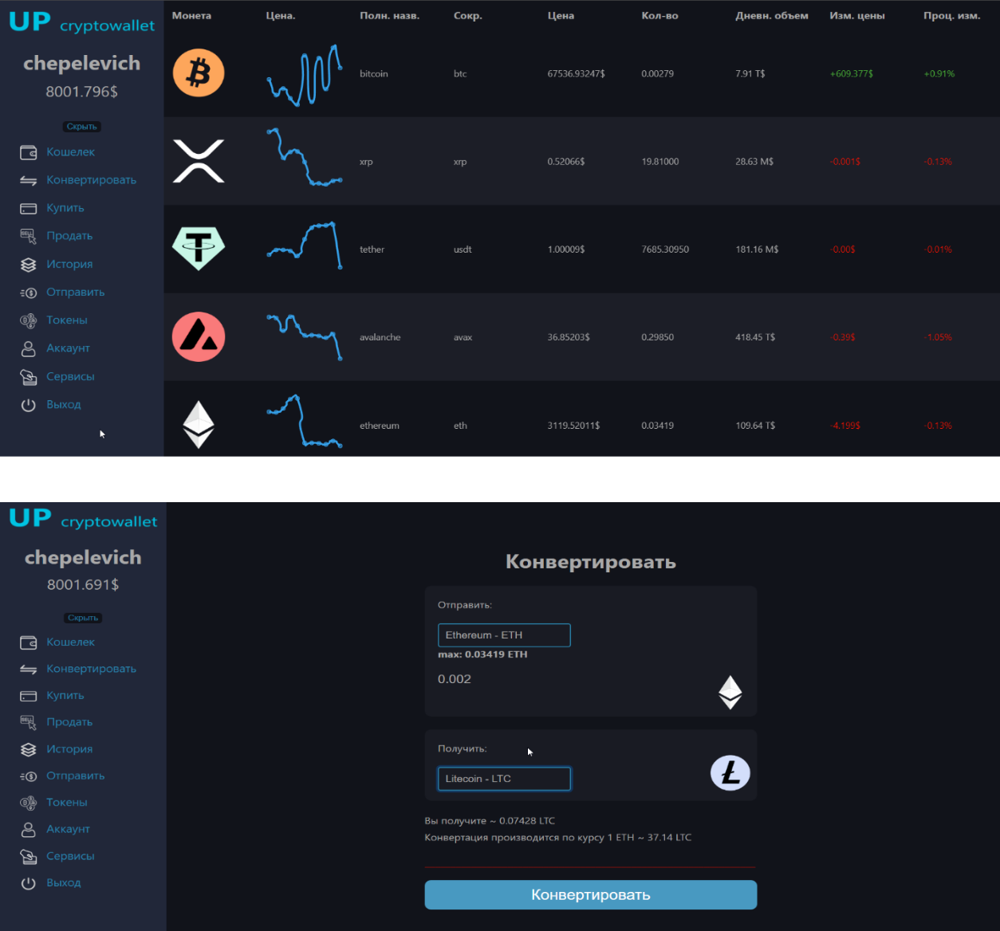 UP cryptowallet
chepelevich
8001.796$
Скрыть
Кошелек
Конвертировать
Купить
Продать
История
Отправить
Токены
Аккаунт
Сервисы
Выход
Монета Цена. Полн. назв. Сокр. Цена Кол-во Дневн. объем Изм. цены Проц. изм.
bitcoin btc 67536.93247$ 0.00279 7.91 T$ +609.377$ +0.91%
xrp xrp 0.52066$ 19.81000 28.63 M$ -0.001$ -0.13%
tether usdt 1.00009$ 7685.30950 181.16 M$ -0.00$ -0.01%
avalanche avax 36.85203$ 0.29850 418.45 T$ -0.39$ -1.05%
ethereum eth 3119.52011$ 0.03419 109.64 T$ -4.199$ -0.13%
UP cryptowallet
chepelevich
8001.691$
Скрыть
Кошелек
Конвертировать
Купить
Продать
История
Отправить
Токены
Аккаунт
Сервисы
Выход
Конвертировать
Отправить:
Ethereum - ETH
max: 0.03419 ETH
0.002
Получить:
Litecoin - LTC
Вы получите ~ 0.07428 LTC
Конвертация производится по курсу 1 ETH ~ 37.14 LTC
Конвертировать